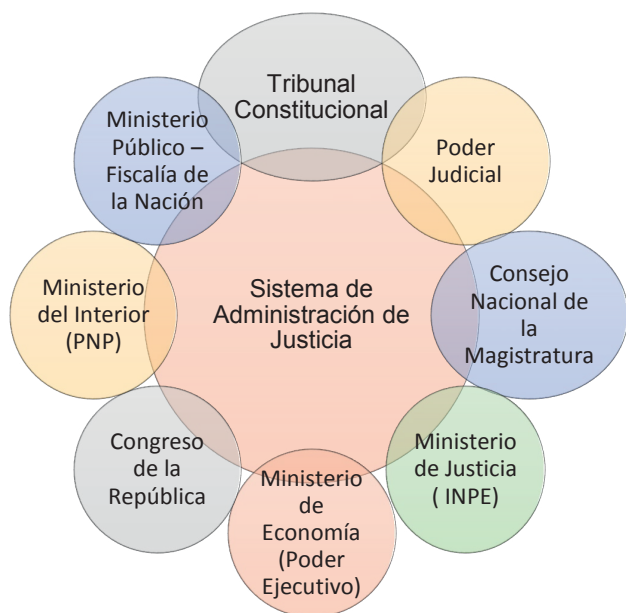 Tribunal
Constitucional
Poder
Judicial
Consejo
Nacional de
la
Magistratura
Ministerio
de Justicia
( INPE)
Ministerio
de
Economía
(Poder
Ejecutivo)
Congreso
de la
República
Ministerio
del Interior
(PNP)
Ministerio
Público –
Fiscalía de
la Nación
Sistema de
Administración de
Justicia